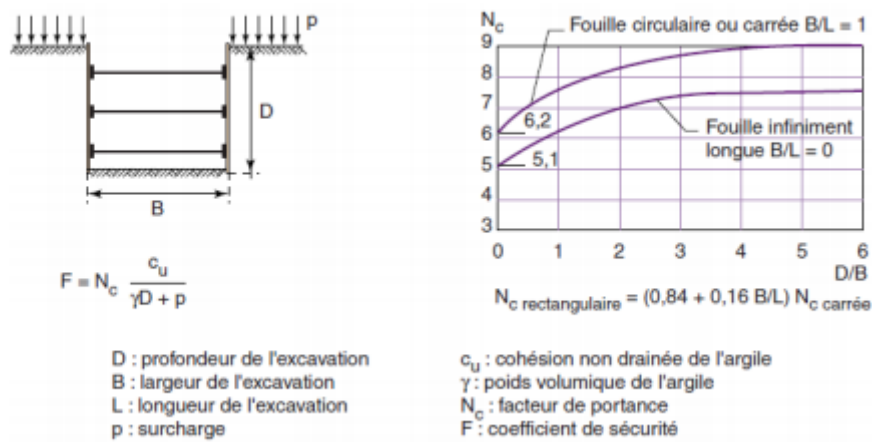 p
D
B
F = N_c c_u / (γD + p)
N_c
9
8
7
6
5
4
3
6,2
5,1
Fouille circulaire ou carrée B/L = 1
Fouille infiniment
longue B/L = 0
0 1 2 3 4 5 6
D/B
N_c rectangulaire = (0,84 + 0,16 B/L) N_c carrée
D : profondeur de l'excavation
B : largeur de l'excavation
L : longueur de l'excavation
p : surcharge
c_u : cohésion non drainée de l'argile
γ : poids volumique de l'argile
N_c : facteur de portance
F : coefficient de sécurité